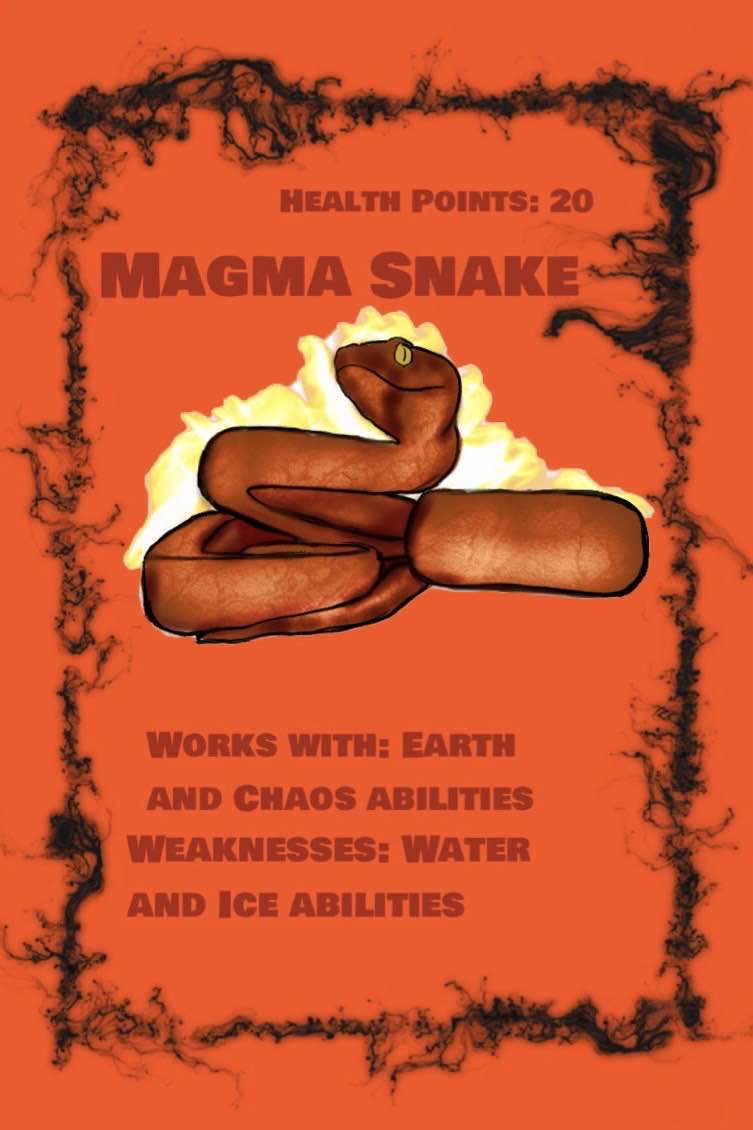 Health Points: 20
Magma Snake
Works with: Earth
and Chaos abilities
Weaknesses: Water
and Ice abilities